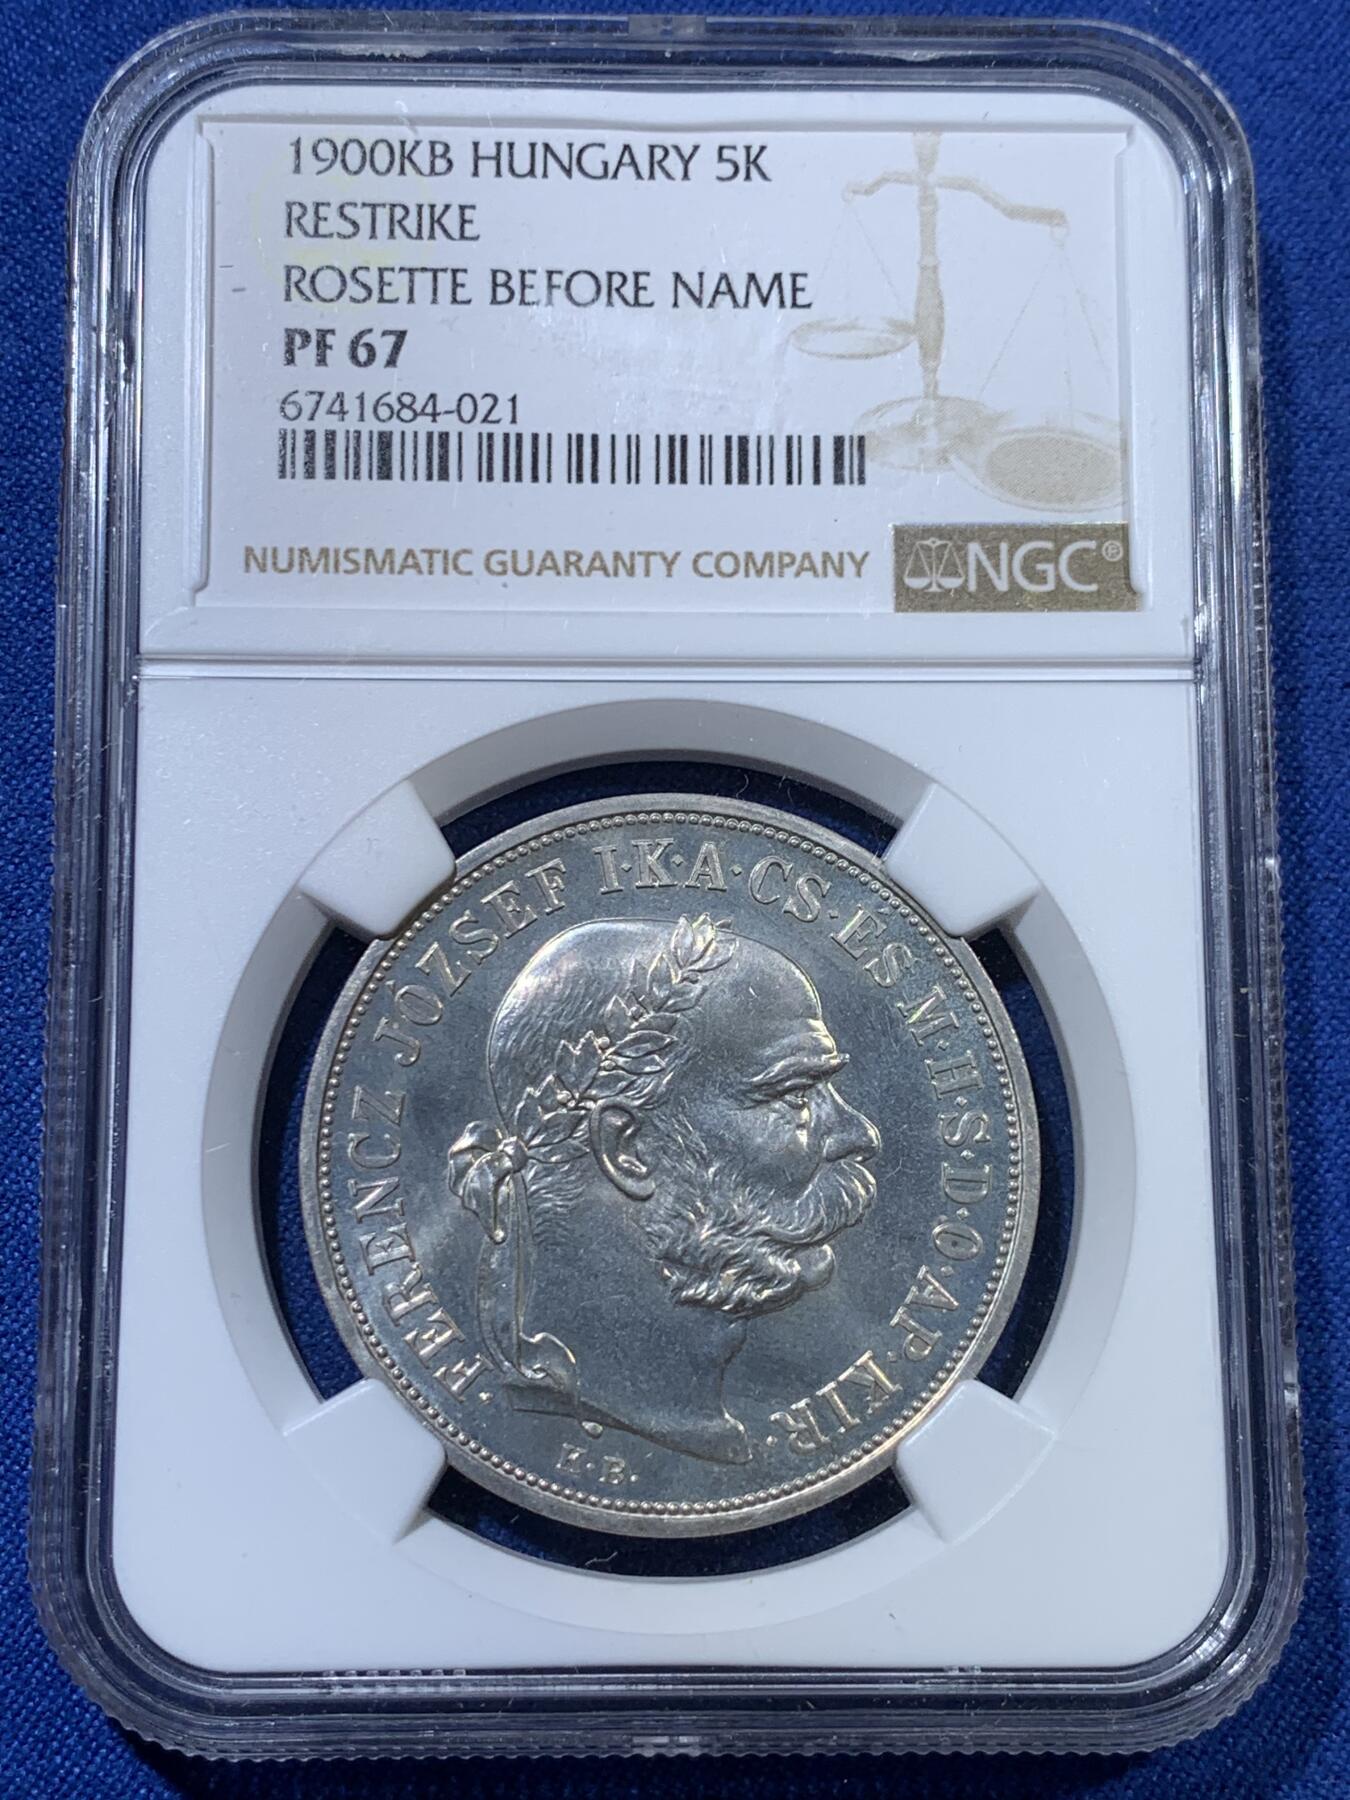 1900KB HUNGARY 5K
RESTRIKE
ROSETTE BEFORE NAME
PF 67
6741684-021
NUMISMATIC GUARANTY COMPANY
NGC®
·FERENCZ JÓZSEF I·K·A·CS·ÉS M·H·S·D·O·AP·KIR·
K·B·